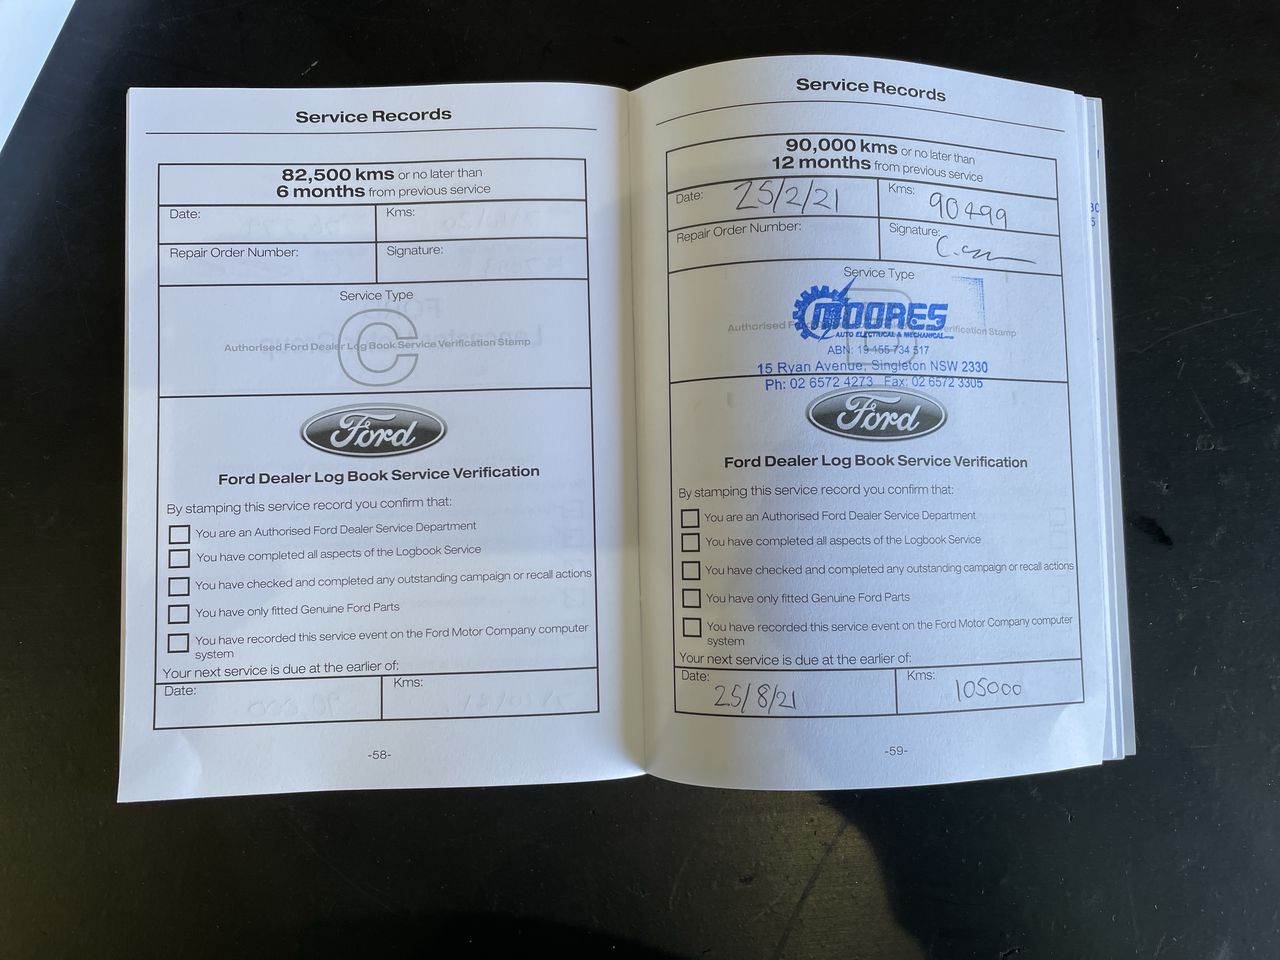 Service Records
82,500 kms or no later than
6 months from previous service
Date:
Kms:
Repair Order Number:
Signature:
Service Type
C
Authorised Ford Dealer Log Book Service Verification Stamp
Ford
Ford Dealer Log Book Service Verification
By stamping this service record you confirm that:
You are an Authorised Ford Dealer Service Department
You have completed all aspects of the Logbook Service
You have checked and completed any outstanding campaign or recall actions
You have only fitted Genuine Ford Parts
You have recorded this service event on the Ford Motor Company computer
system
Your next service is due at the earlier of:
Date:
Kms:
-58-
Service Records
90,000 kms or no later than
12 months from previous service
Date: 25/2/21
Kms: 90499
Repair Order Number:
Signature:
Service Type
MOORES
AUTO ELECTRICAL & MECHANICAL
Authorised Verification Stamp
ABN: 19 155 734 517
15 Ryan Avenue, Singleton NSW 2330
Ph: 02 6572 4273 Fax: 02 6572 3305
Ford
Ford Dealer Log Book Service Verification
By stamping this service record you confirm that:
You are an Authorised Ford Dealer Service Department
You have completed all aspects of the Logbook Service
You have checked and completed any outstanding campaign or recall actions
You have only fitted Genuine Ford Parts
You have recorded this service event on the Ford Motor Company computer
system
Your next service is due at the earlier of:
Date: 25/8/21
Kms: 105000
-59-